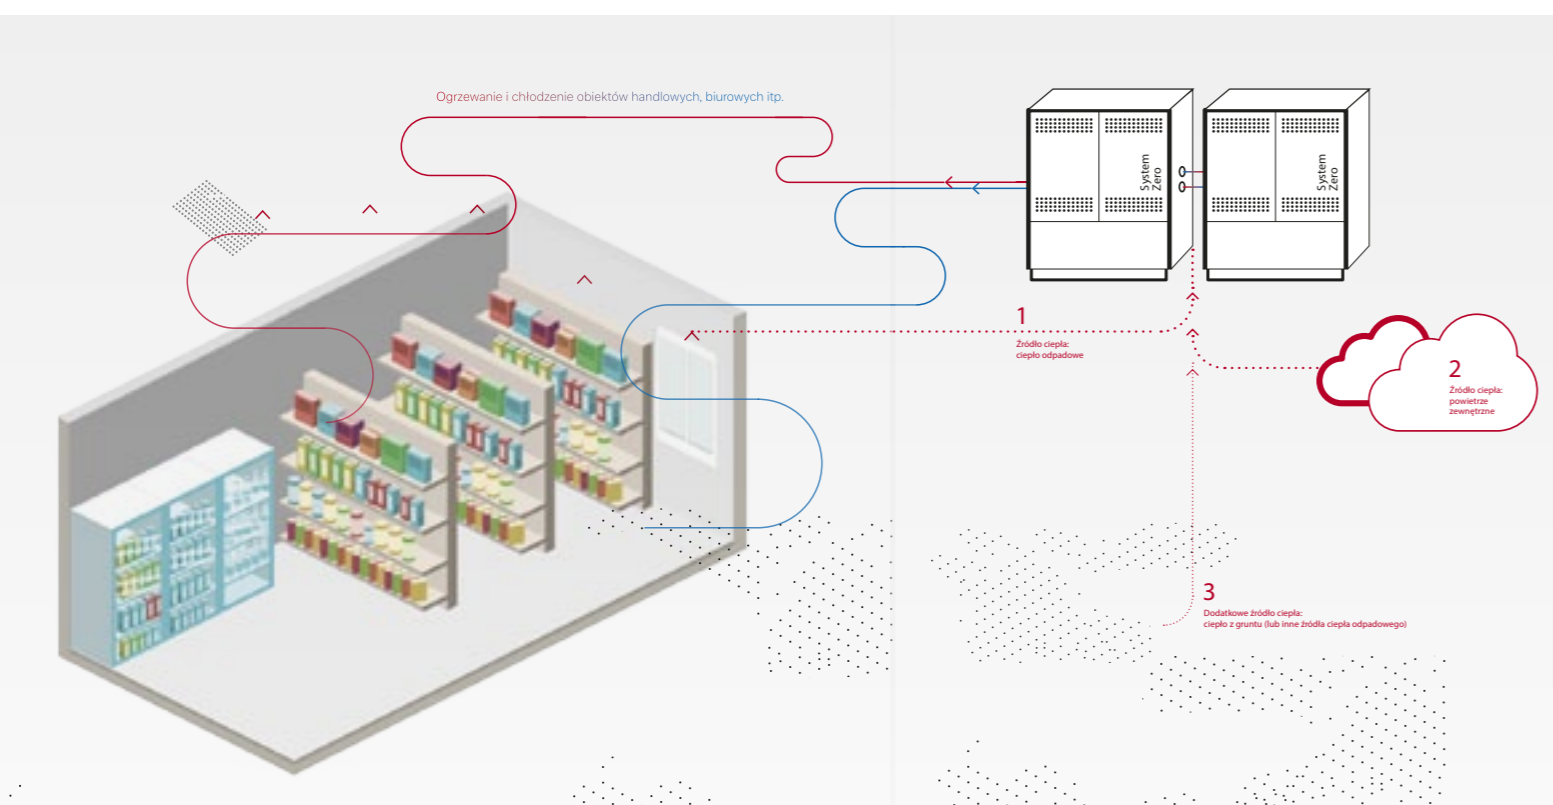 Ogrzewanie i chłodzenie obiektów handlowych, biurowych itp.
System
Zero
System
Zero
1
Źródło ciepła:
ciepło odpadowe
2
Źródło ciepła:
powietrze
zewnętrzne
3
Dodatkowe źródło ciepła:
ciepło z gruntu (lub inne źródła ciepła odpadowego)